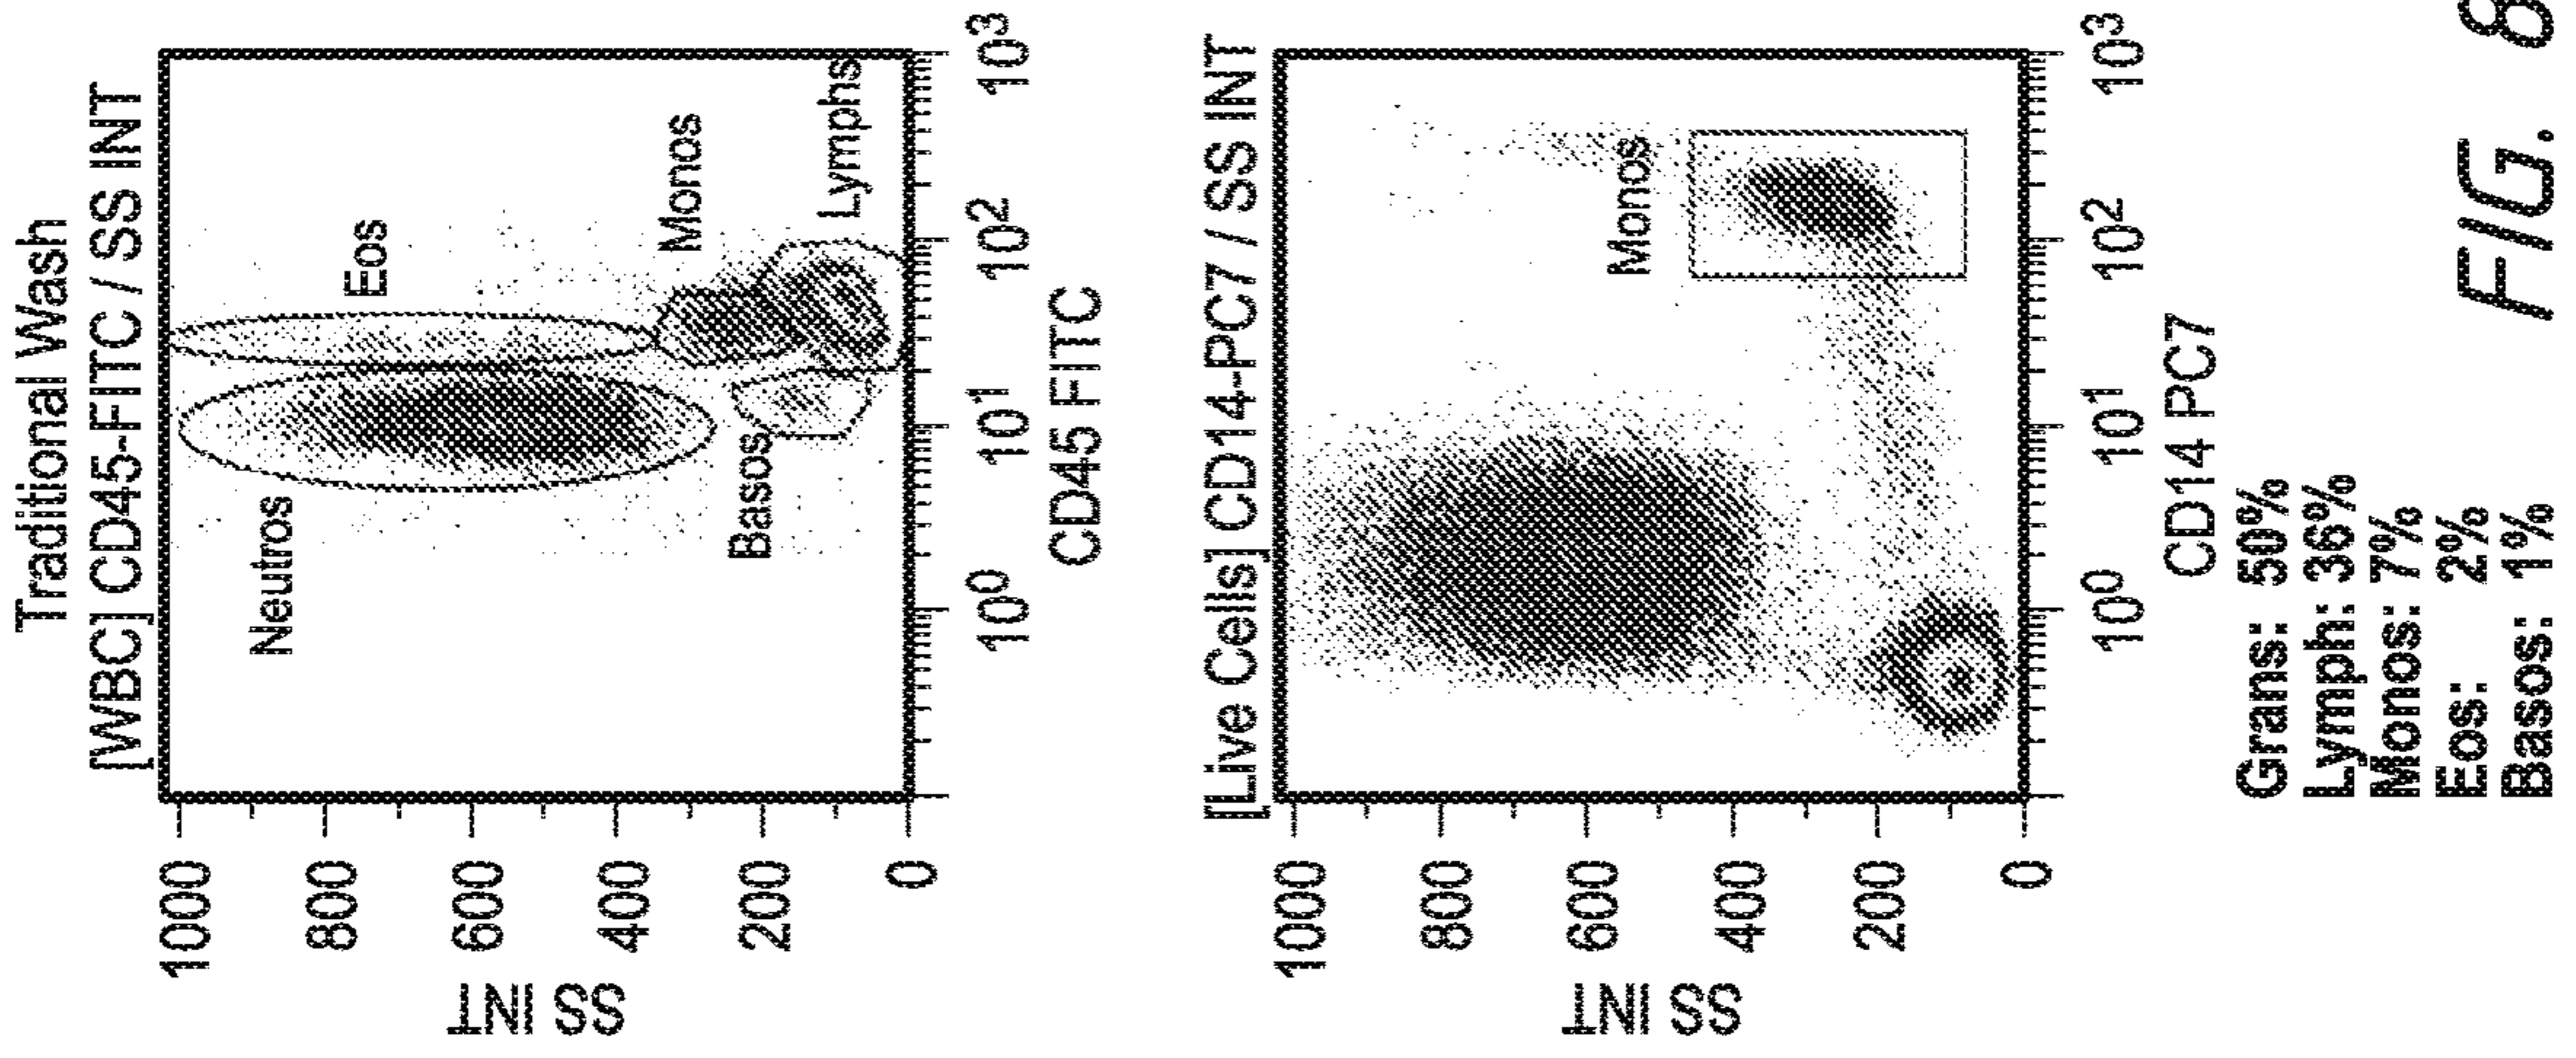 Traditional Wash
[WBC] CD45-FITC / SS INT
SS INT
1000
800
600
400
200
0
Neutros
Eos
Basos
Monos
Lymphs
10^0
10^1
10^2
10^3
CD45 FITC
[Live Cells] CD14-PC7 / SS INT
SS INT
1000
800
600
400
200
0
Monos
10^0
10^1
10^2
10^3
CD14 PC7
Grans: 50%
Lymph: 36%
Monos: 7%
Eos: 2%
Basos: 1%
FIG. 8